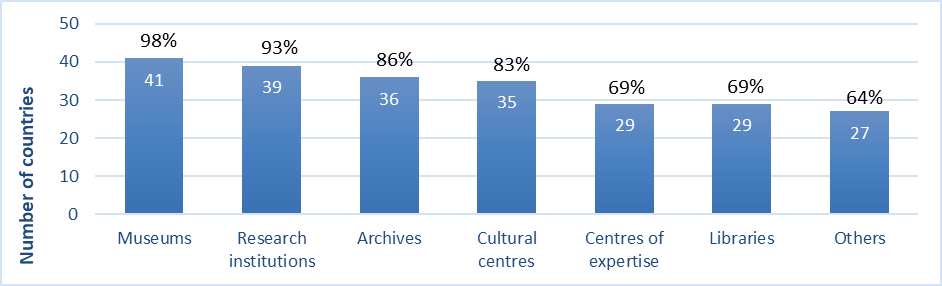 Number of countries
50
40
30
20
10
0
98%
93%
86%
83%
69%
69%
64%
41
39
36
35
29
29
27
Museums
Research
institutions
Archives
Cultural
centres
Centres of
expertise
Libraries
Others